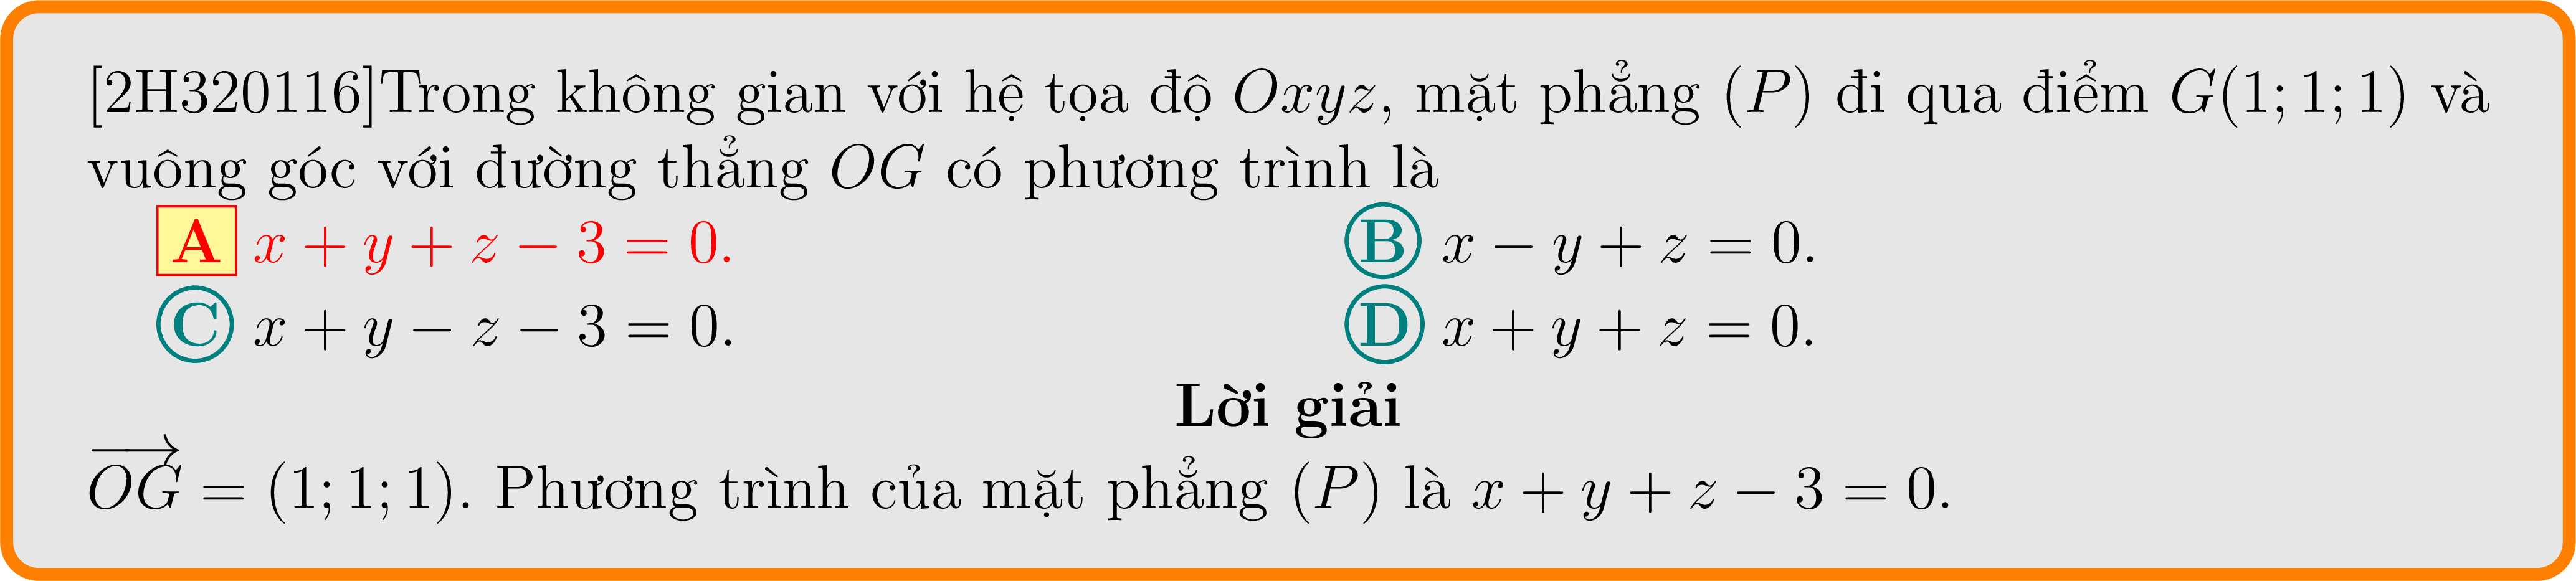 [2H320116]Trong không gian với hệ tọa độ Oxyz, mặt phẳng (P) đi qua điểm G(1; 1; 1) và
vuông góc với đường thẳng OG có phương trình là
A x + y + z − 3 = 0. B x − y + z = 0.
C x + y − z − 3 = 0. D x + y + z = 0.
Lời giải
\overrightarrow{OG} = (1; 1; 1). Phương trình của mặt phẳng (P) là x + y + z − 3 = 0.